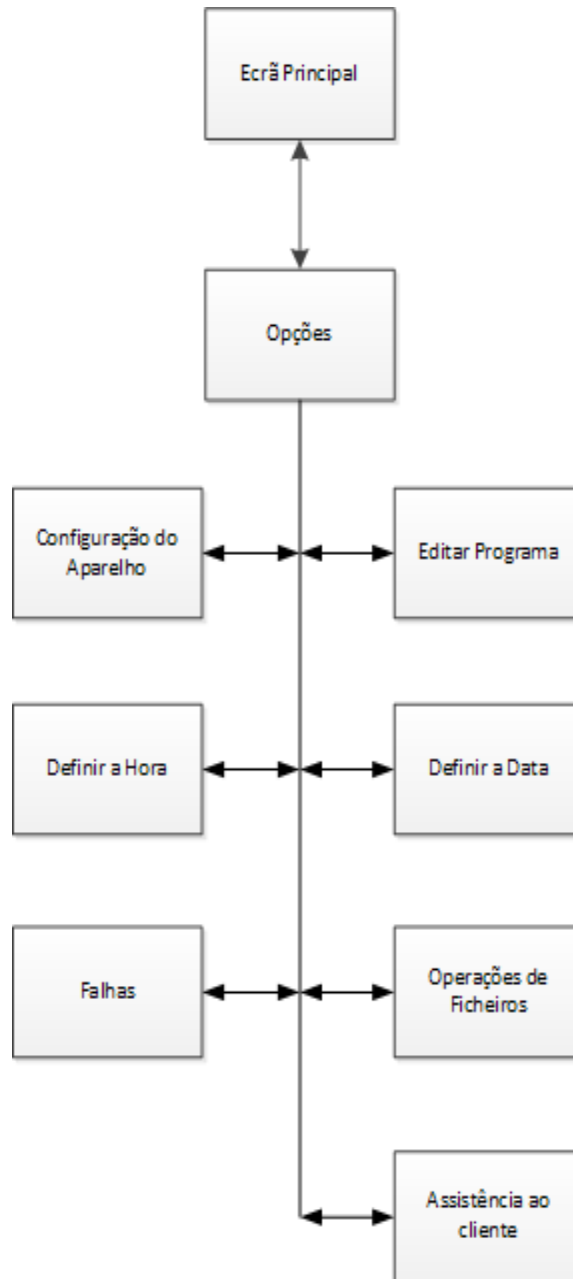 Ecrã Principal
Opções
Configuração do
Aparelho
Editar Programa
Definir a Hora
Definir a Data
Falhas
Operações de
Ficheiros
Assistência ao
cliente